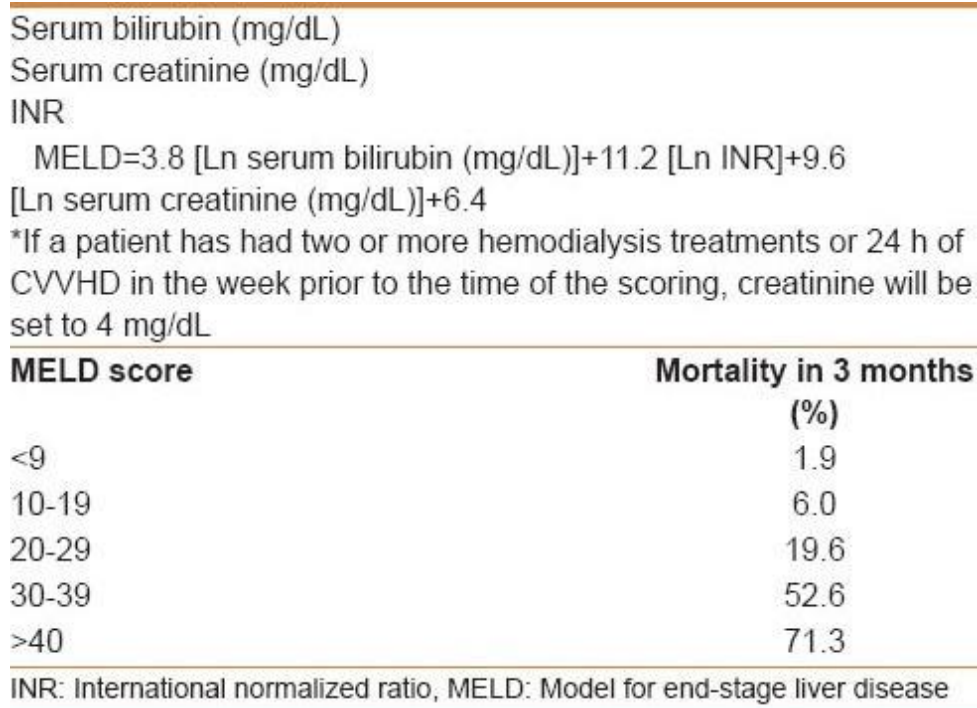 Serum bilirubin (mg/dL)
Serum creatinine (mg/dL)
INR
MELD=3.8 [Ln serum bilirubin (mg/dL)]+11.2 [Ln INR]+9.6
[Ln serum creatinine (mg/dL)]+6.4
*If a patient has had two or more hemodialysis treatments or 24 h of
CVVHD in the week prior to the time of the scoring, creatinine will be
set to 4 mg/dL
MELD score Mortality in 3 months
(%)
<9 1.9
10-19 6.0
20-29 19.6
30-39 52.6
>40 71.3
INR: International normalized ratio, MELD: Model for end-stage liver disease